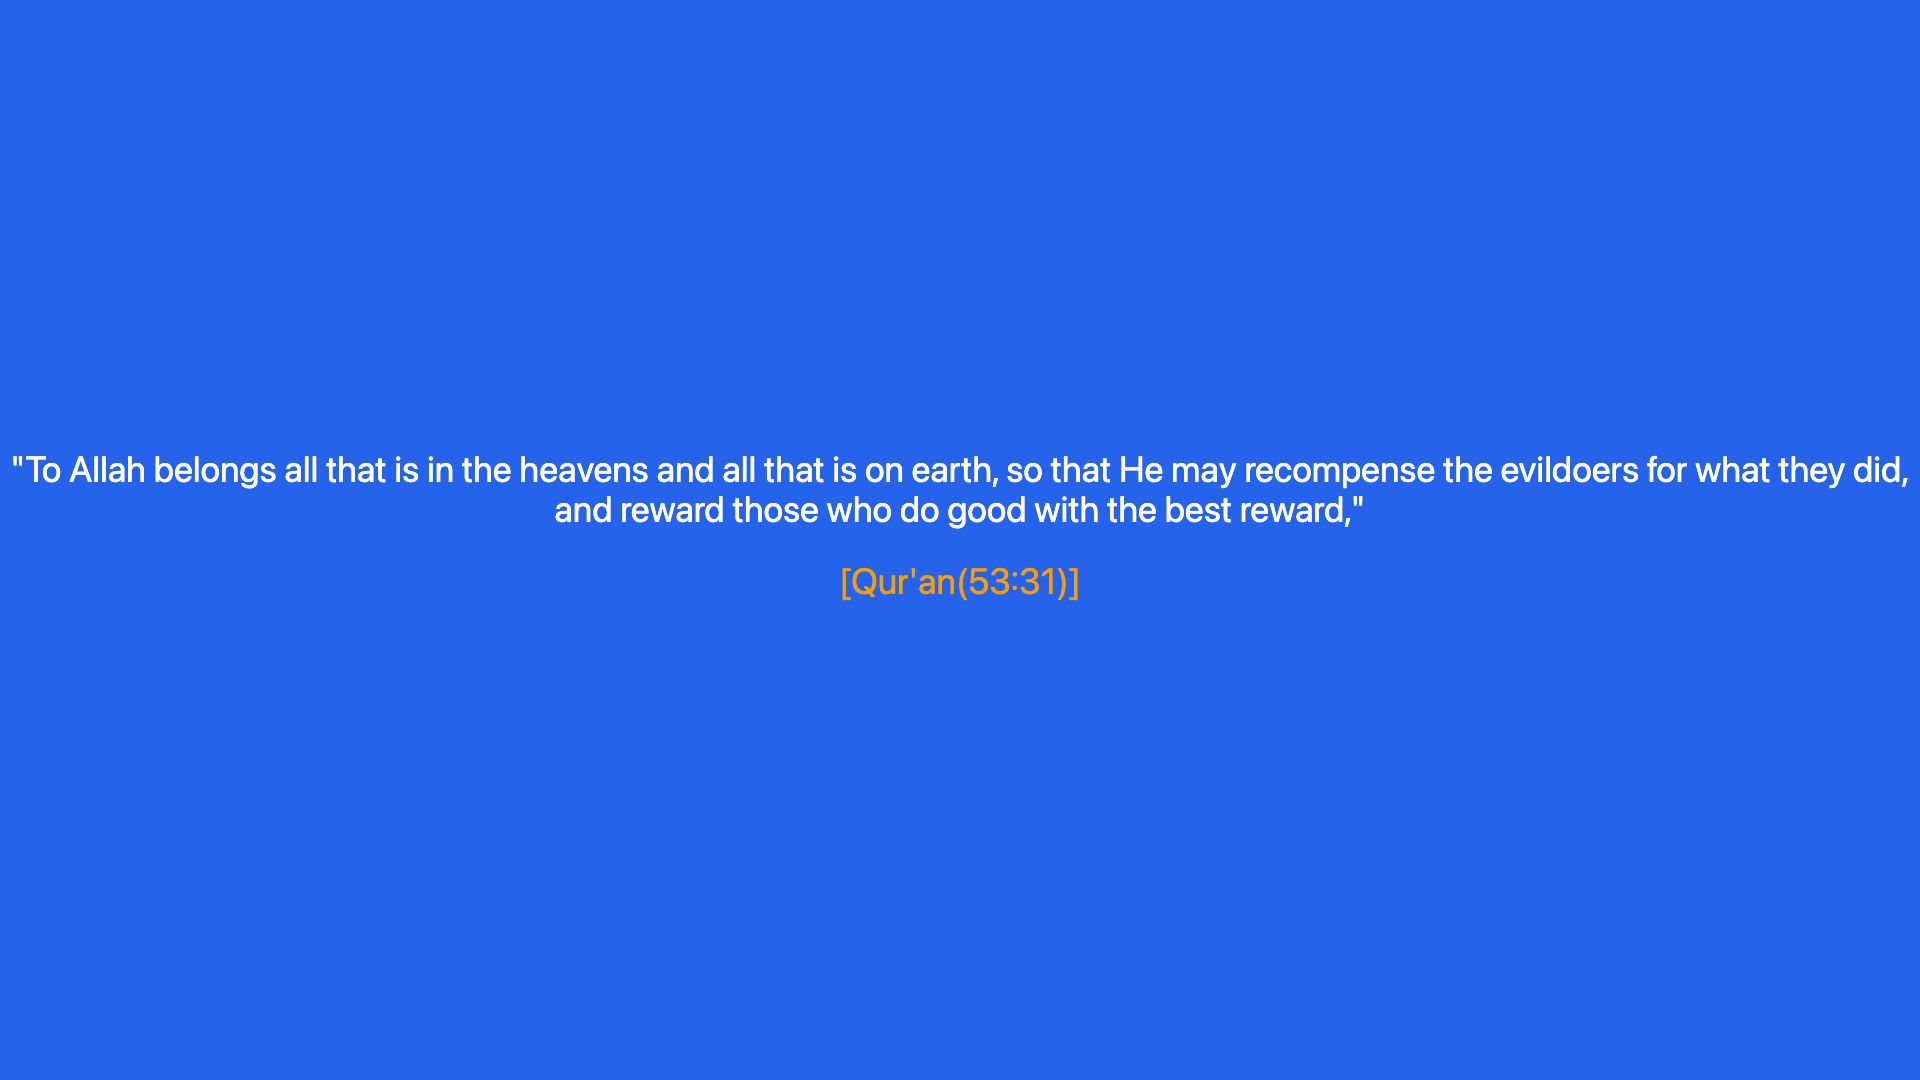 "To Allah belongs all that is in the heavens and all that is on earth, so that He may recompense the evildoers for what they did,
and reward those who do good with the best reward,"
[Qur'an(53:31)]